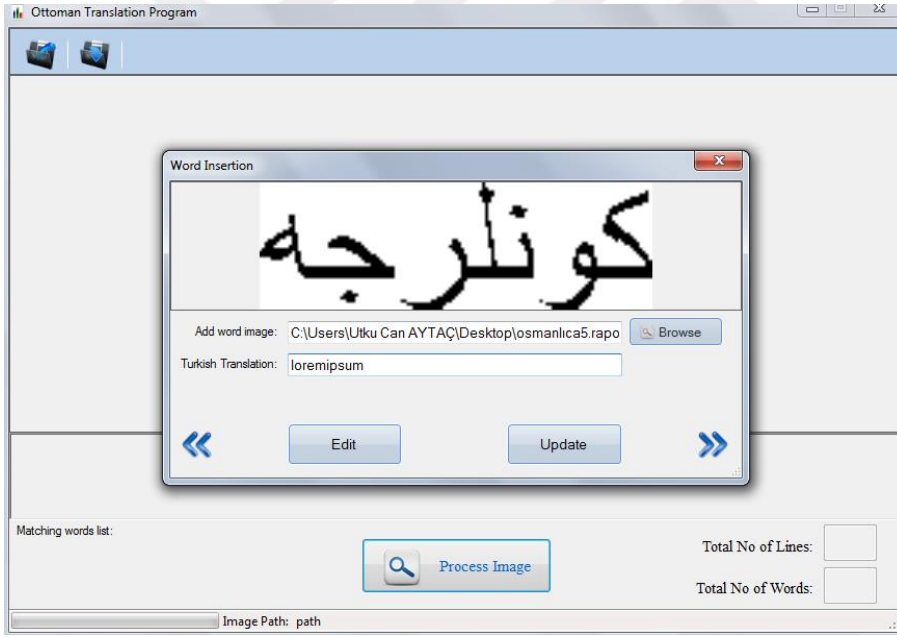 Ottoman Translation Program
Word Insertion
كونلرجه
Add word image: C:\Users\Utku Can AYTAÇ\Desktop\osmanlıca5.rapo Browse
Turkish Translation: loremipsum
Edit Update
Matching words list:
Process Image
Total No of Lines:
Total No of Words:
Image Path: path